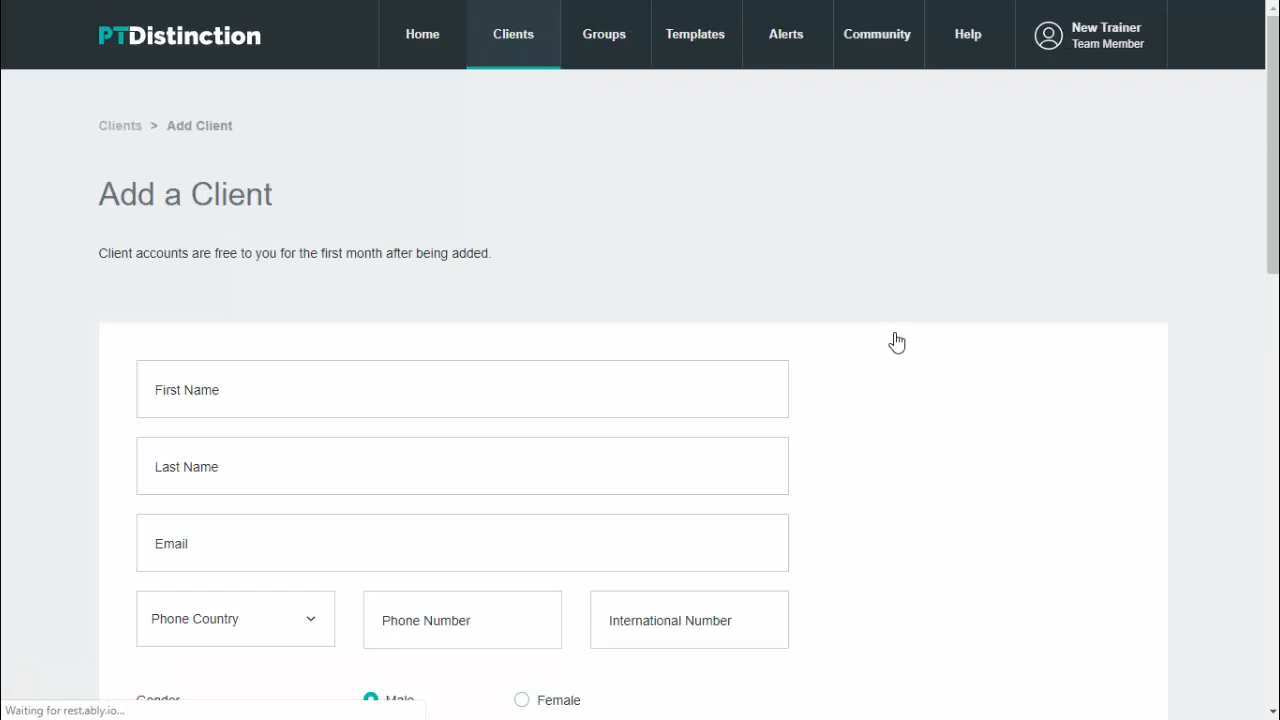 PTDistinction
Home
Clients
Groups
Templates
Alerts
Community
Help
New Trainer
Team Member
Clients > Add Client
Add a Client
Client accounts are free to you for the first month after being added.
First Name
Last Name
Email
Phone Country
Phone Number
International Number
Gender
Male
Female
Waiting for rest.ably.io...